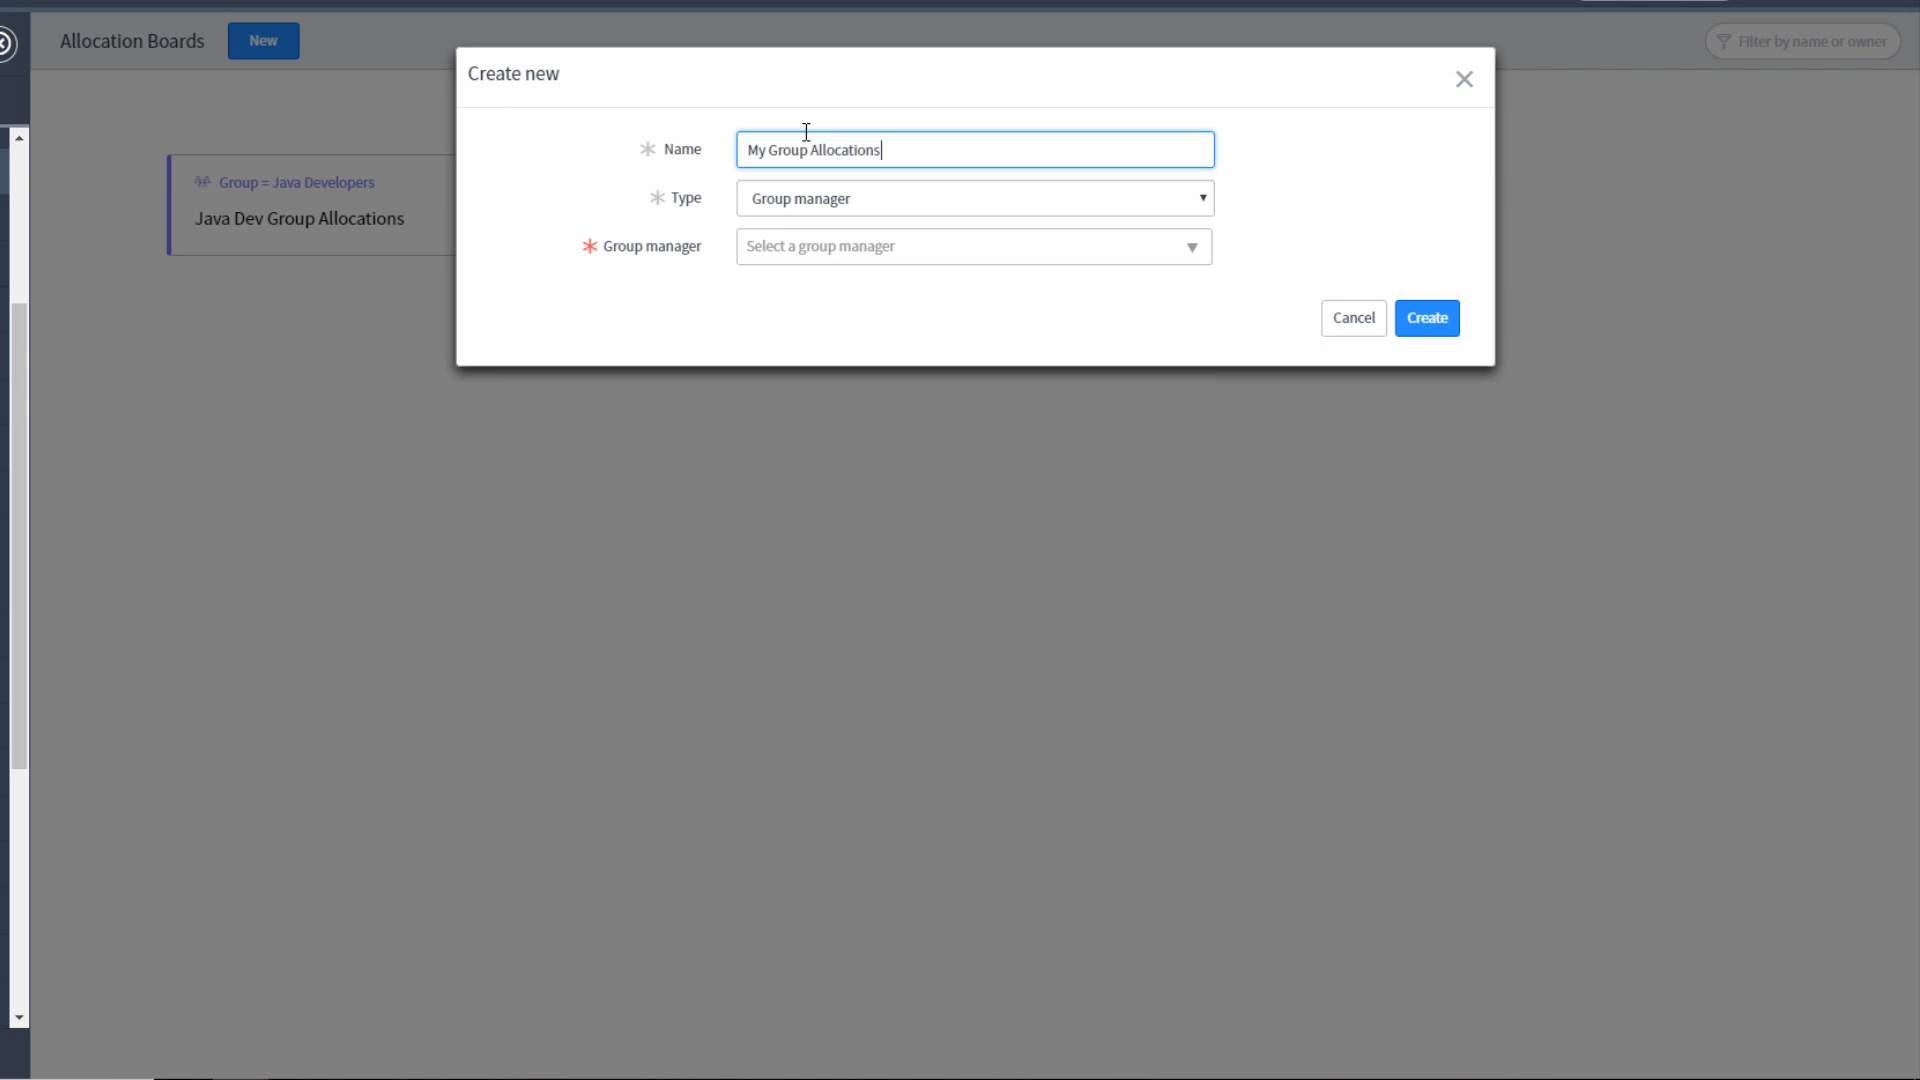 Allocation Boards
New
Filter by name or owner
Create new
Name
My Group Allocations
Type
Group manager
Group manager
Select a group manager
Cancel
Create
Group = Java Developers
Java Dev Group Allocations